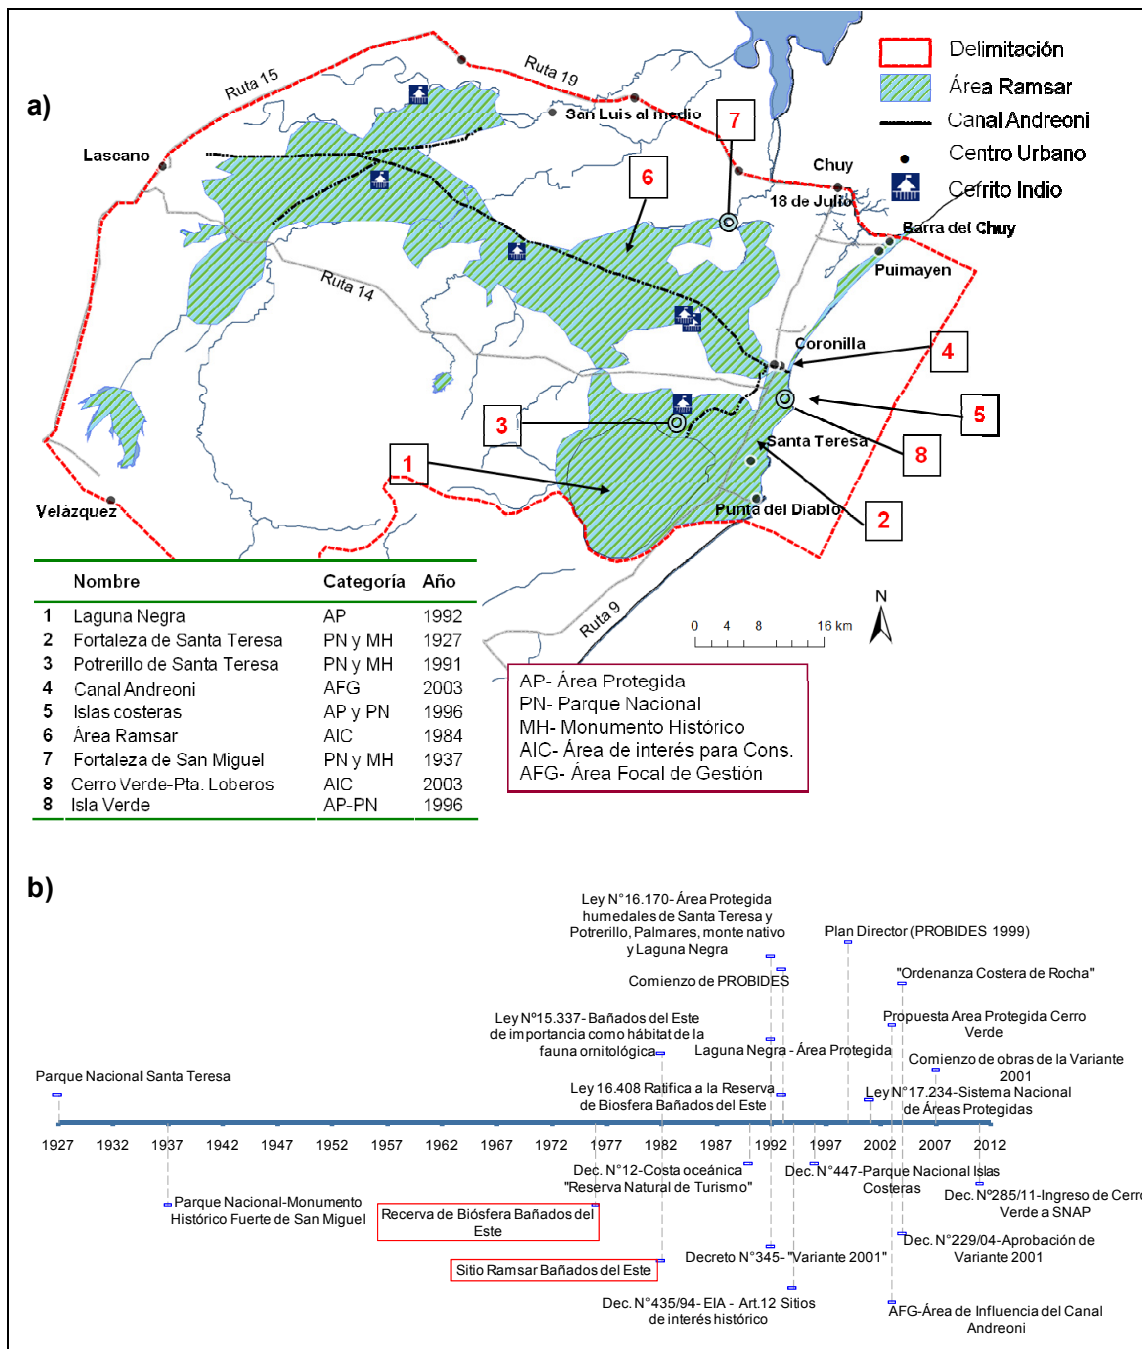 a)
Ruta 15
Ruta 19
Delimitación
Área Ramsar
Canal Andreoni
Centro Urbano
Cerrito Indio
San Luis al medio
7
Lascano
6
Chuy
18 de Julio
Barra del Chuy
Puimayen
Ruta 14
Coronilla
4
3
5
Santa Teresa
8
1
Velázquez
Punta del Diablo
2
Ruta 9
N
0 4 8 16 km
Nombre Categoría Año
1 Laguna Negra AP 1992
2 Fortaleza de Santa Teresa PN y MH 1927
3 Potrerillo de Santa Teresa PN y MH 1991
4 Canal Andreoni AFG 2003
5 Islas costeras AP y PN 1996
6 Área Ramsar AIC 1984
7 Fortaleza de San Miguel PN y MH 1937
8 Cerro Verde-Pta. Loberos AIC 2003
8 Isla Verde AP-PN 1996
AP- Área Protegida
PN- Parque Nacional
MH- Monumento Histórico
AIC- Área de interés para Cons.
AFG- Área Focal de Gestión
b)
Ley N°16.170- Área Protegida
humedales de Santa Teresa y
Potrerillo, Palmares, monte nativo
y Laguna Negra
Plan Director (PROBIDES 1999)
Comienzo de PROBIDES
"Ordenanza Costera de Rocha"
Ley Nº15.337- Bañados del Este
de importancia como hábitat de la
fauna ornitológica
Propuesta Area Protegida Cerro
Verde
Laguna Negra - Área Protegida
Comienzo de obras de la Variante
2001
Parque Nacional Santa Teresa
Ley 16.408 Ratifica a la Reserva
de Biosfera Bañados del Este
Ley N°17.234-Sistema Nacional
de Áreas Protegidas
1927 1932 1937 1942 1947 1952 1957 1962 1967 1972 1977 1982 1987 1992 1997 2002 2007 2012
Dec. N°12-Costa oceánica
"Reserva Natural de Turismo"
Dec. N°447-Parque Nacional Islas
Costeras
Dec. Nº285/11-Ingreso de Cerro
Verde a SNAP
Parque Nacional-Monumento
Histórico Fuerte de San Miguel
Recerva de Biósfera Bañados del
Este
Dec. N°229/04-Aprobación de
Variante 2001
Decreto N°345- "Variante 2001"
Sitio Ramsar Bañados del Este
Dec. N°435/94- EIA - Art.12 Sitios
de interés histórico
AFG-Área de Influencia del Canal
Andreoni